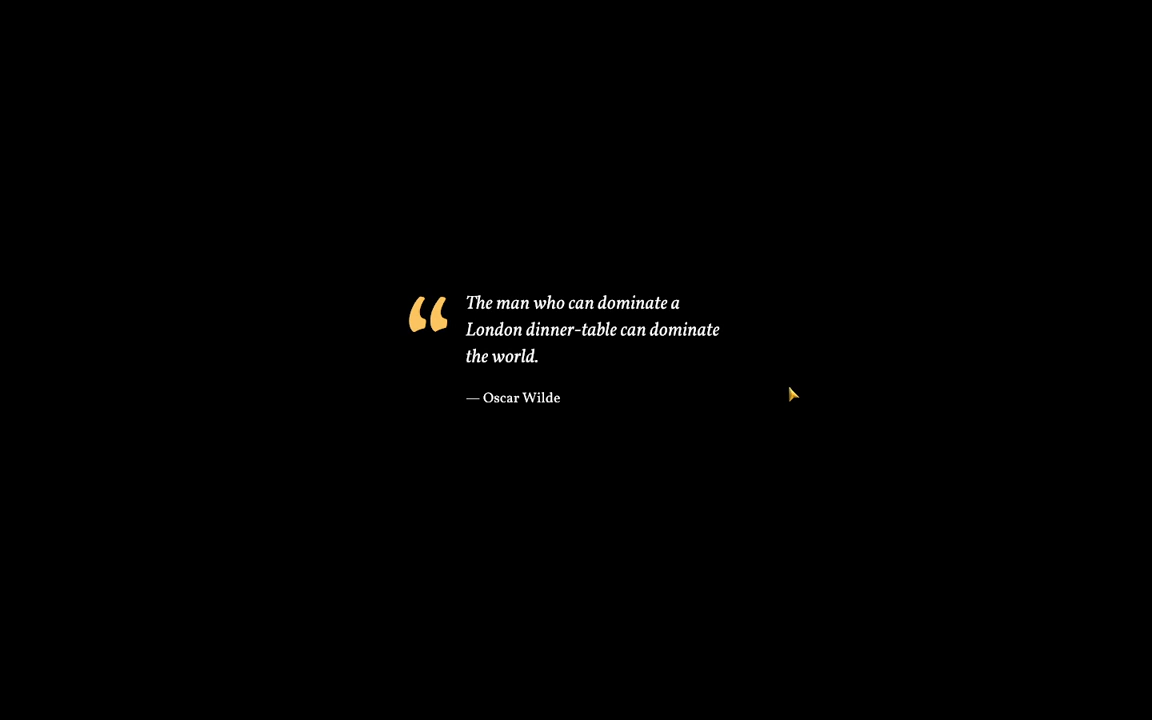 “
The man who can dominate a
London dinner-table can dominate
the world.
— Oscar Wilde